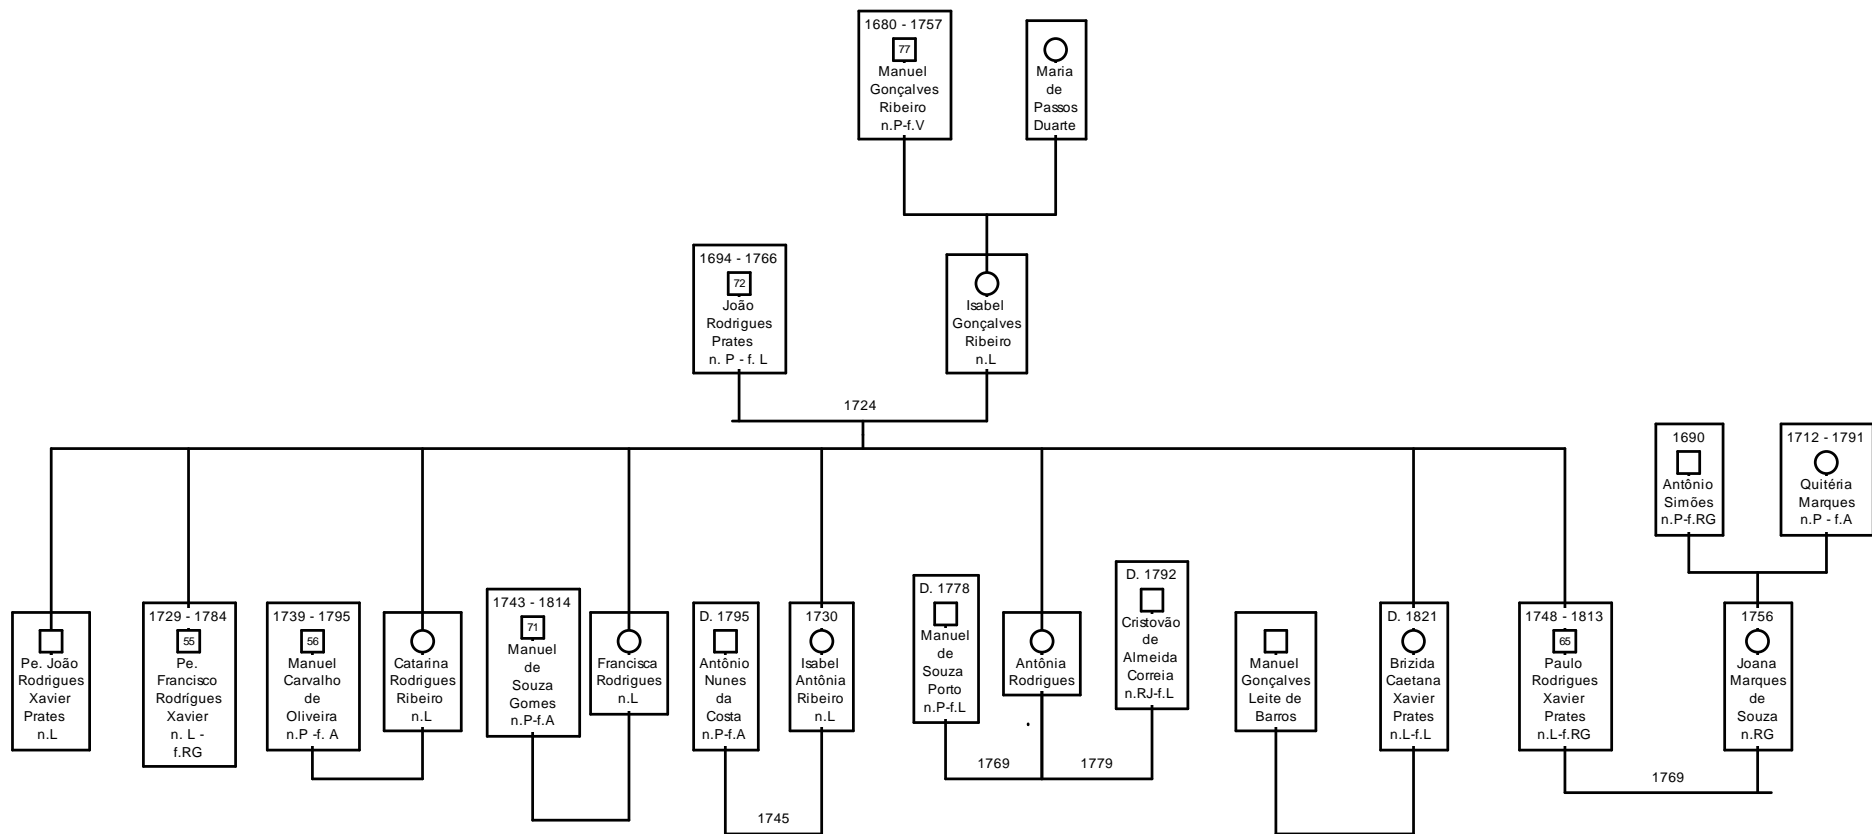 1680 - 1757
77
Manuel
Gonçalves
Ribeiro
n.P-f.V
Maria
de
Passos
Duarte
1694 - 1766
72
João
Rodrigues
Prates
n. P - f. L
Isabel
Gonçalves
Ribeiro
n.L
1724
1690
Antônio
Simões
n.P-f.RG
1712 - 1791
Quitéria
Marques
n.P - f.A
Pe. João
Rodrigues
Xavier
Prates
n.L
1729 - 1784
55
Pe.
Francisco
Rodrígues
Xavier
n. L -
f.RG
1739 - 1795
56
Manuel
Carvalho
de
Oliveira
n.P -f. A
Catarina
Rodrigues
Ribeiro
n.L
1743 - 1814
71
Manuel
de
Souza
Gomes
n.P-f.A
Francisca
Rodrigues
n.L
D. 1795
Antônio
Nunes
da
Costa
n.P-f.A
1730
Isabel
Antônia
Ribeiro
n.L
1745
D. 1778
Manuel
de
Souza
Porto
n.P-f.L
Antônia
Rodrigues
D. 1792
Cristovão
de
Almeida
Correia
n.RJ-f.L
1769
1779
Manuel
Gonçalves
Leite de
Barros
D. 1821
Brizida
Caetana
Xavier
Prates
n.L-f.L
1748 - 1813
65
Paulo
Rodrigues
Xavier
Prates
n.L-f.RG
1756
Joana
Marques
de
Souza
n.RG
1769